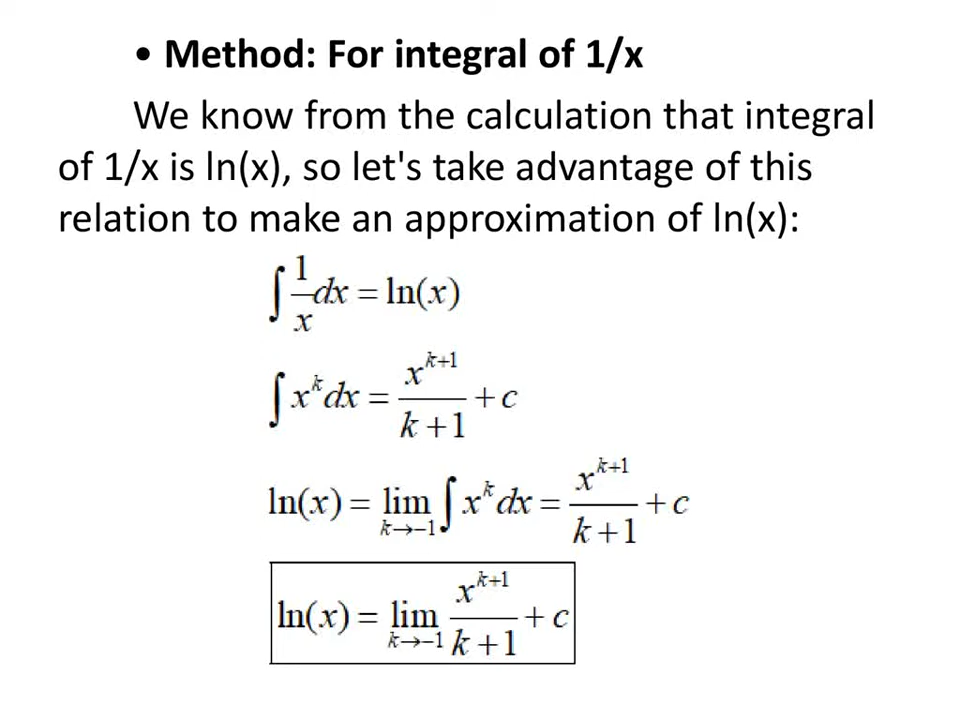 • Method: For integral of 1/x
We know from the calculation that integral
of 1/x is ln(x), so let's take advantage of this
relation to make an approximation of ln(x):
∫ 1/x dx = ln(x)
∫ x^k dx = x^(k+1)/(k+1) + c
ln(x) = lim_(k→−1) ∫ x^k dx = x^(k+1)/(k+1) + c
ln(x) = lim_(k→−1) x^(k+1)/(k+1) + c